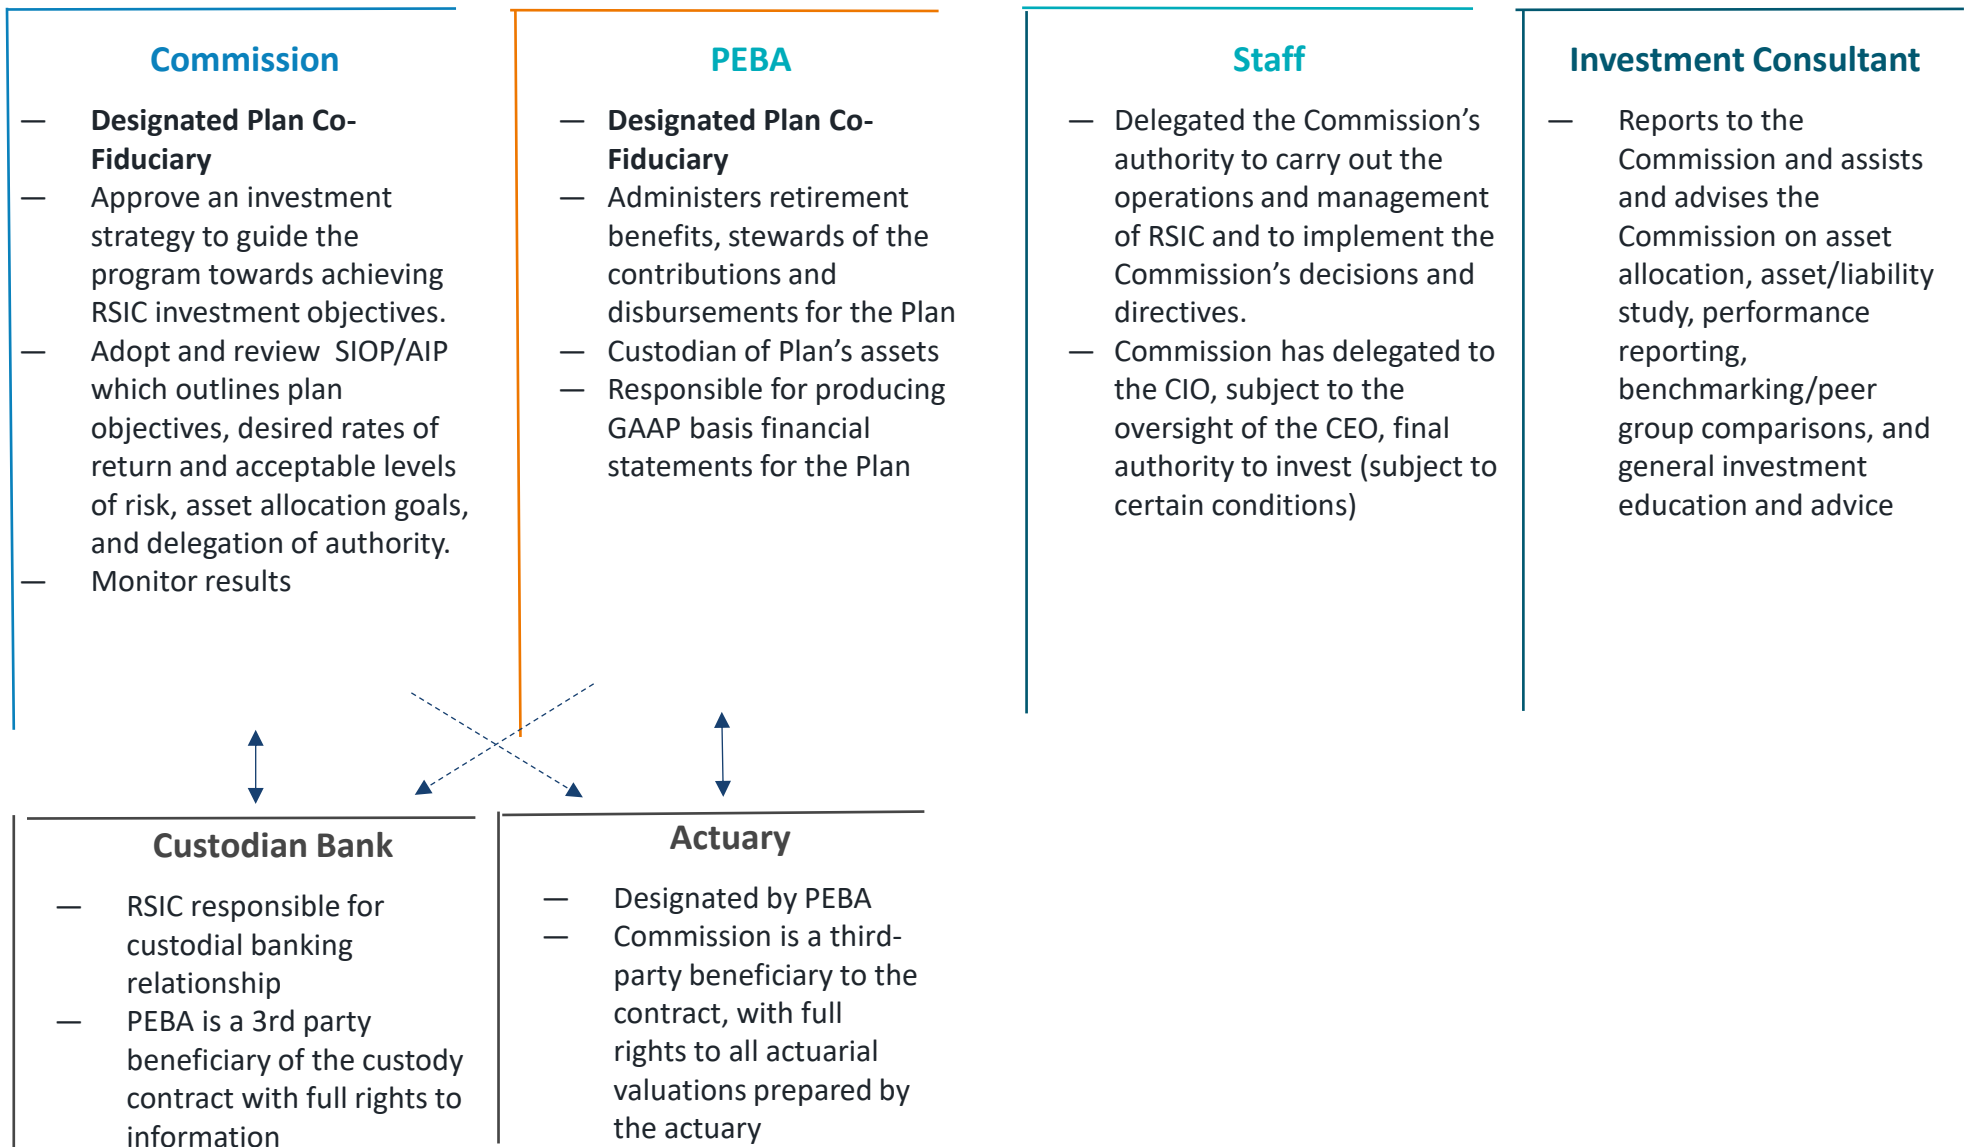 Commission
— Designated Plan Co-
Fiduciary
— Approve an investment
strategy to guide the
program towards achieving
RSIC investment objectives.
— Adopt and review  SIOP/AIP
which outlines plan
objectives, desired rates of
return and acceptable levels
of risk, asset allocation goals,
and delegation of authority.
— Monitor results
PEBA
— Designated Plan Co-
Fiduciary
— Administers retirement
benefits, stewards of the
contributions and
disbursements for the Plan
— Custodian of Plan’s assets
— Responsible for producing
GAAP basis financial
statements for the Plan
Staff
— Delegated the Commission’s
authority to carry out the
operations and management
of RSIC and to implement the
Commission’s decisions and
directives.
— Commission has delegated to
the CIO, subject to the
oversight of the CEO, final
authority to invest (subject to
certain conditions)
Investment Consultant
— Reports to the
Commission and assists
and advises the
Commission on asset
allocation, asset/liability
study, performance
reporting,
benchmarking/peer
group comparisons, and
general investment
education and advice
Custodian Bank
— RSIC responsible for
custodial banking
relationship
— PEBA is a 3rd party
beneficiary of the custody
contract with full rights to
information
Actuary
— Designated by PEBA
— Commission is a third-
party beneficiary to the
contract, with full
rights to all actuarial
valuations prepared by
the actuary